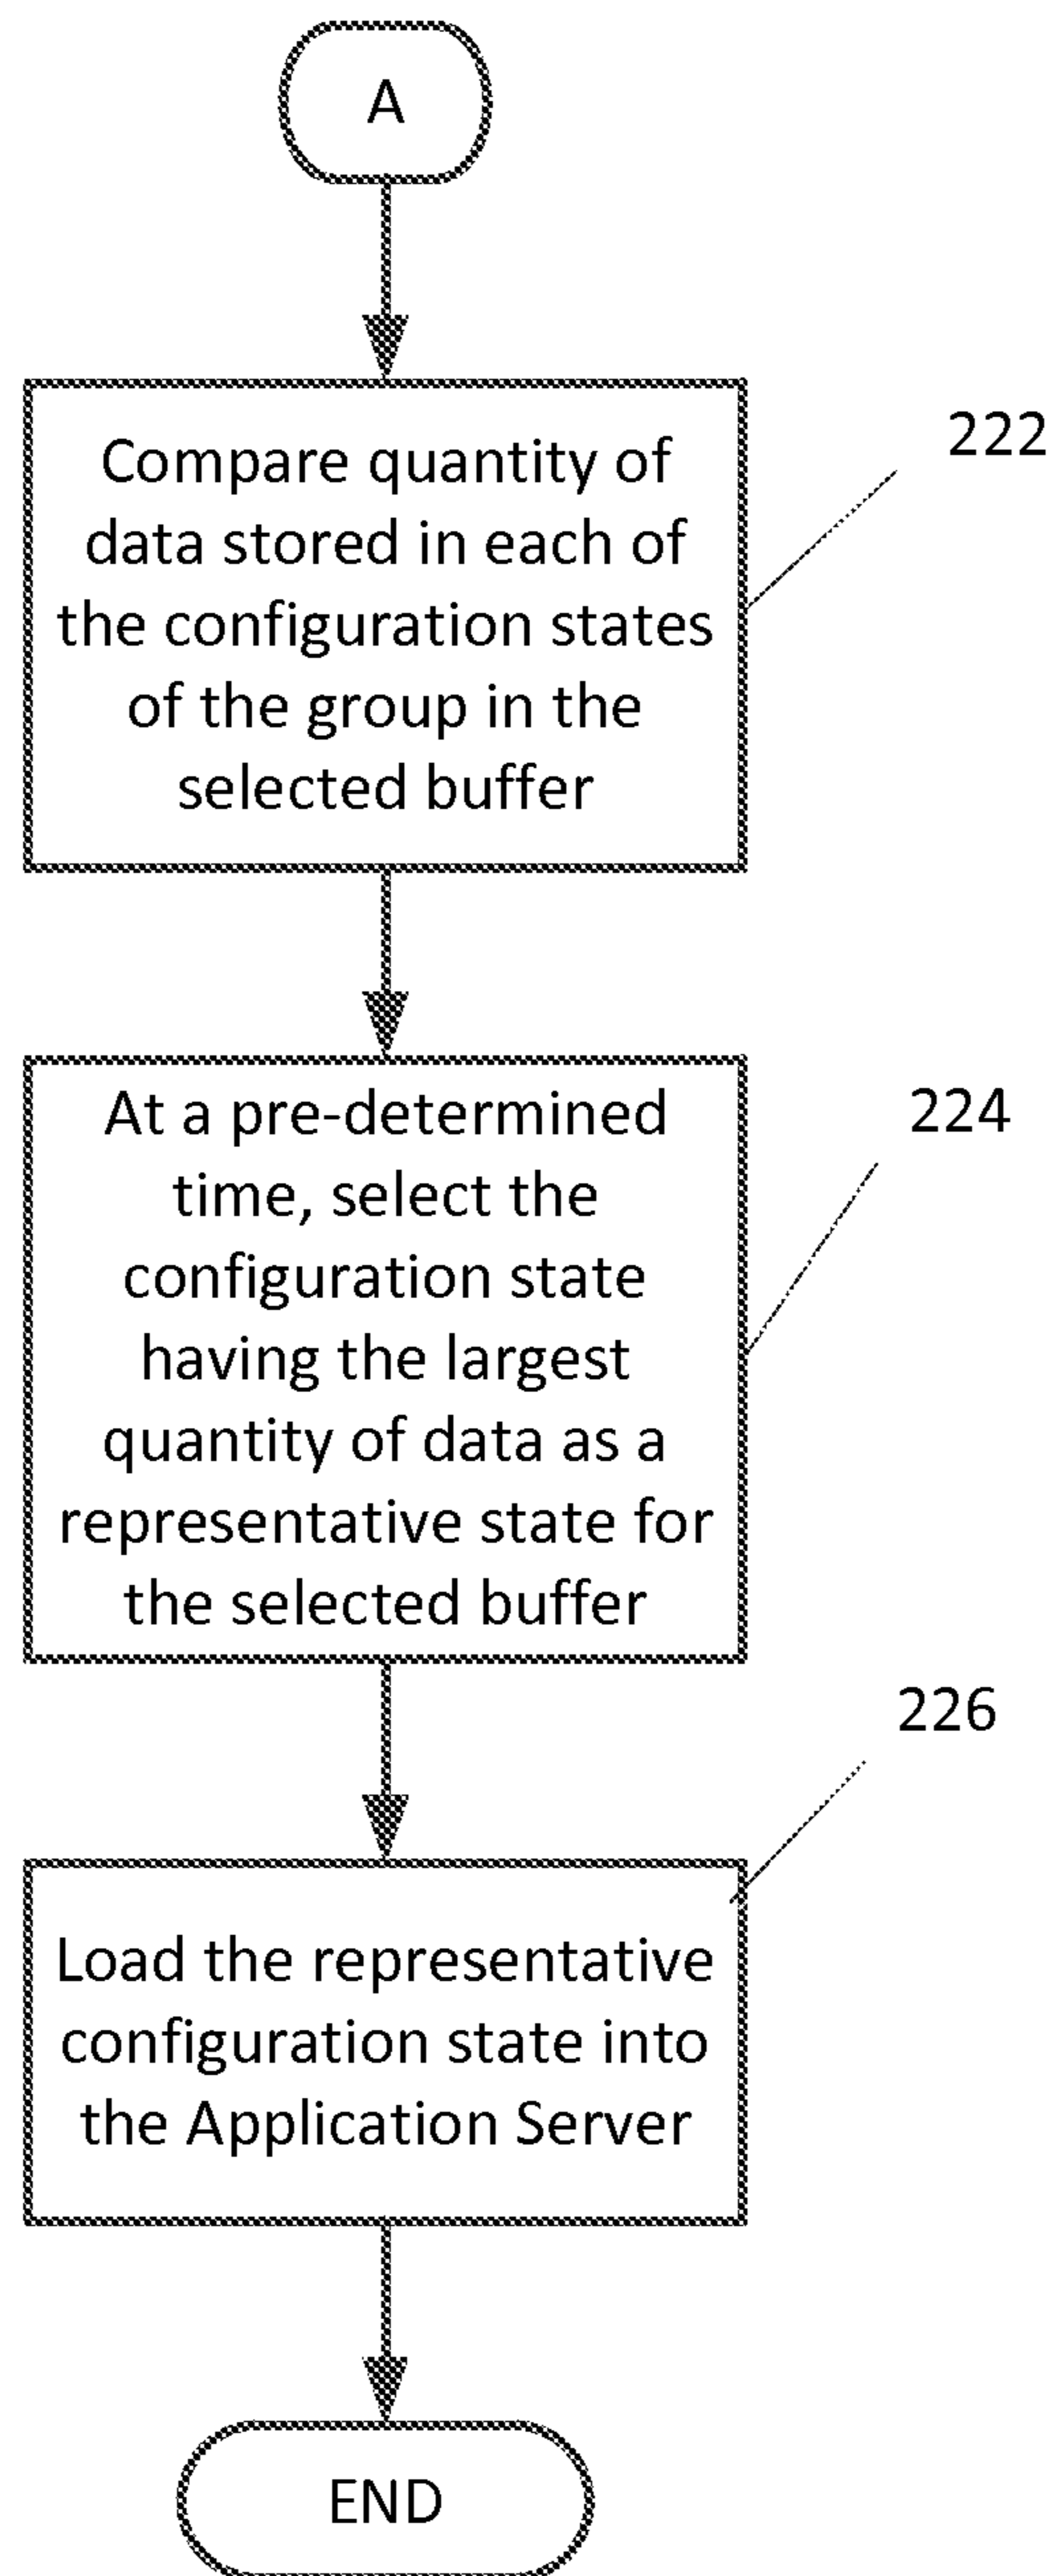 A
Compare quantity of
data stored in each of
the configuration states
of the group in the
selected buffer
222
At a pre-determined
time, select the
configuration state
having the largest
quantity of data as a
representative state for
the selected buffer
224
226
Load the representative
configuration state into
the Application Server
END